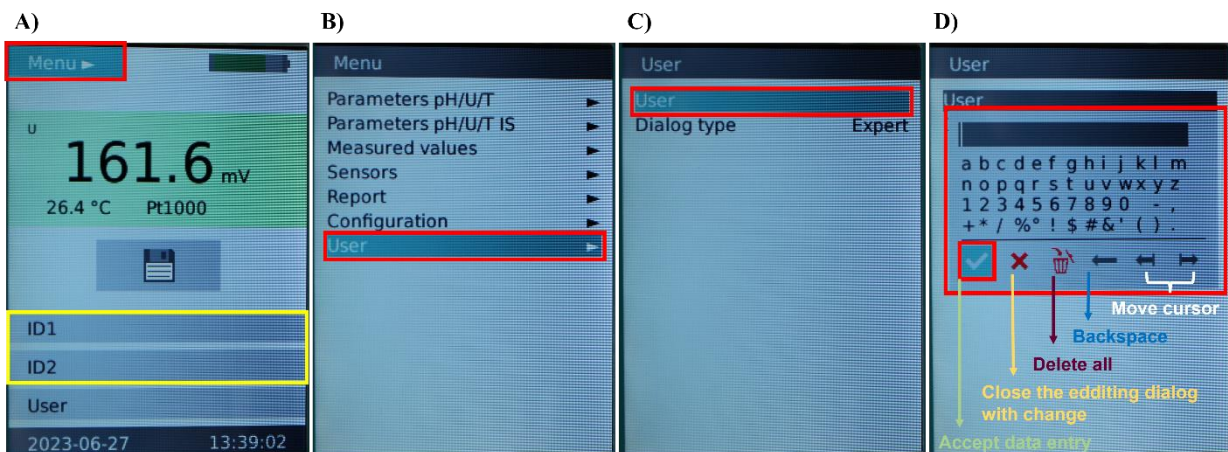 A)
Menu ►
U
161.6 mV
26.4 °C Pt1000
ID1
ID2
User
2023-06-27 13:39:02
B)
Menu
Parameters pH/U/T ►
Parameters pH/U/T IS ►
Measured values ►
Sensors ►
Report ►
Configuration ►
User ►
C)
User
User
Dialog type Expert
D)
User
User
a b c d e f g h i j k l m
n o p q r s t u v w x y z
1 2 3 4 5 6 7 8 9 0 - ,
+ * / % ° ! $ # & ' ( ) .
Move cursor
Backspace
Delete all
Close the edditing dialog
with change
Accept data entry